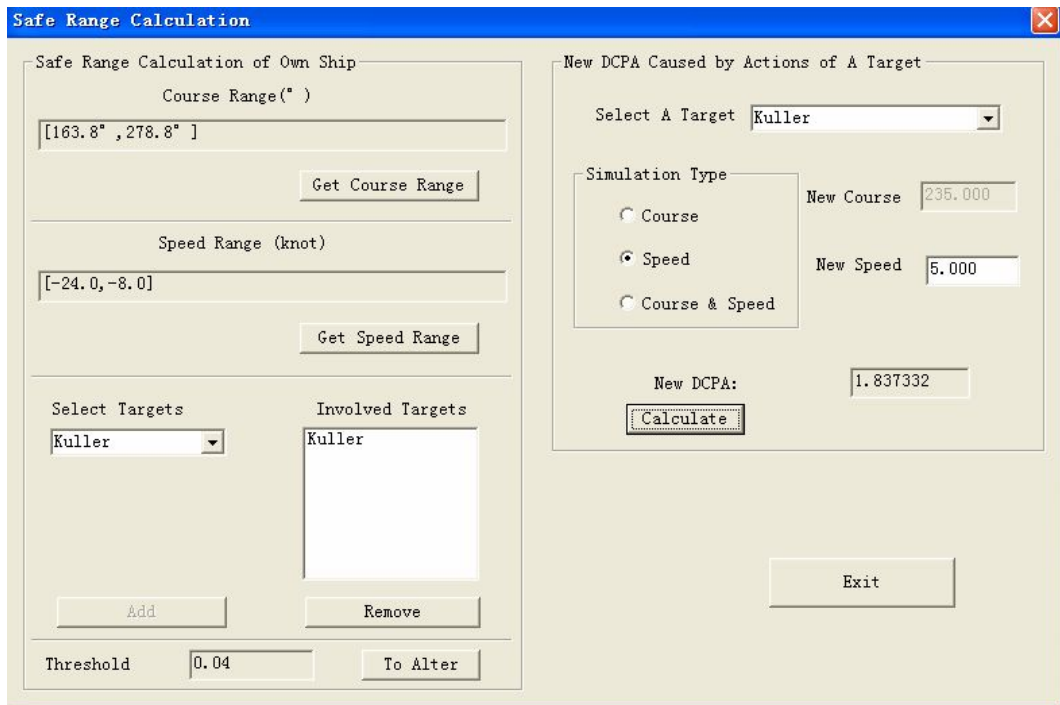 Safe Range Calculation
Safe Range Calculation of Own Ship
Course Range(° )
[163.8° ,278.8° ]
Get Course Range
Speed Range (knot)
[-24.0,-8.0]
Get Speed Range
Select Targets
Kuller
Involved Targets
Kuller
Add
Remove
Threshold
0.04
To Alter
New DCPA Caused by Actions of A Target
Select A Target
Kuller
Simulation Type
Course
Speed
Course & Speed
New Course
235.000
New Speed
5.000
New DCPA:
1.837332
Calculate
Exit